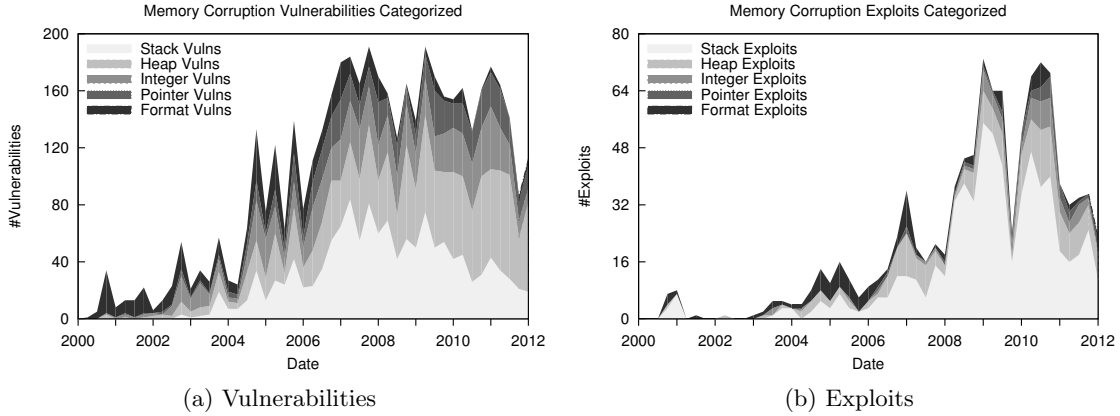 Memory Corruption Vulnerabilities Categorized
200
160
120
80
40
0
#Vulnerabilities
Stack Vulns
Heap Vulns
Integer Vulns
Pointer Vulns
Format Vulns
2000 2002 2004 2006 2008 2010 2012
Date
(a) Vulnerabilities
Memory Corruption Exploits Categorized
80
64
48
32
16
0
#Exploits
Stack Exploits
Heap Exploits
Integer Exploits
Pointer Exploits
Format Exploits
2000 2002 2004 2006 2008 2010 2012
Date
(b) Exploits